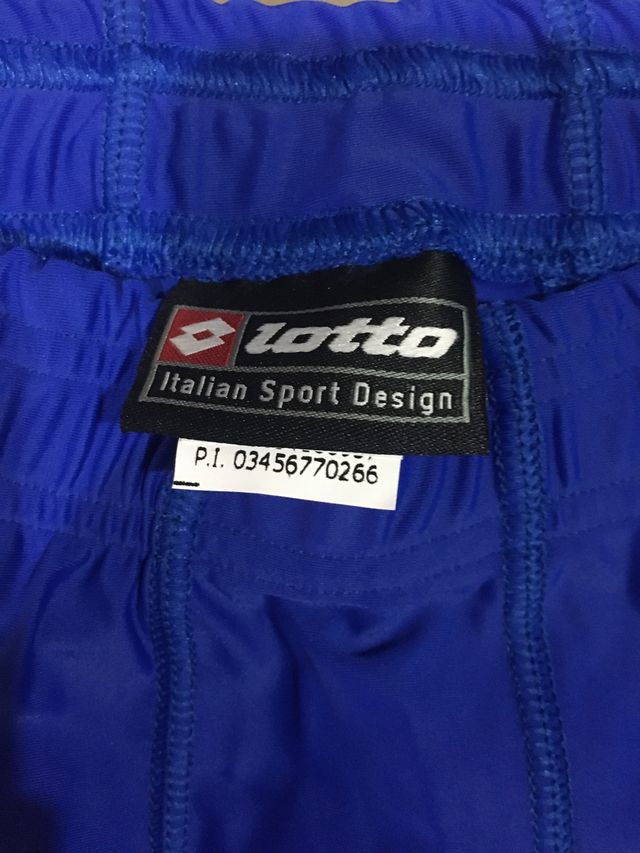 lotto
Italian Sport Design
P.I. 03456770266